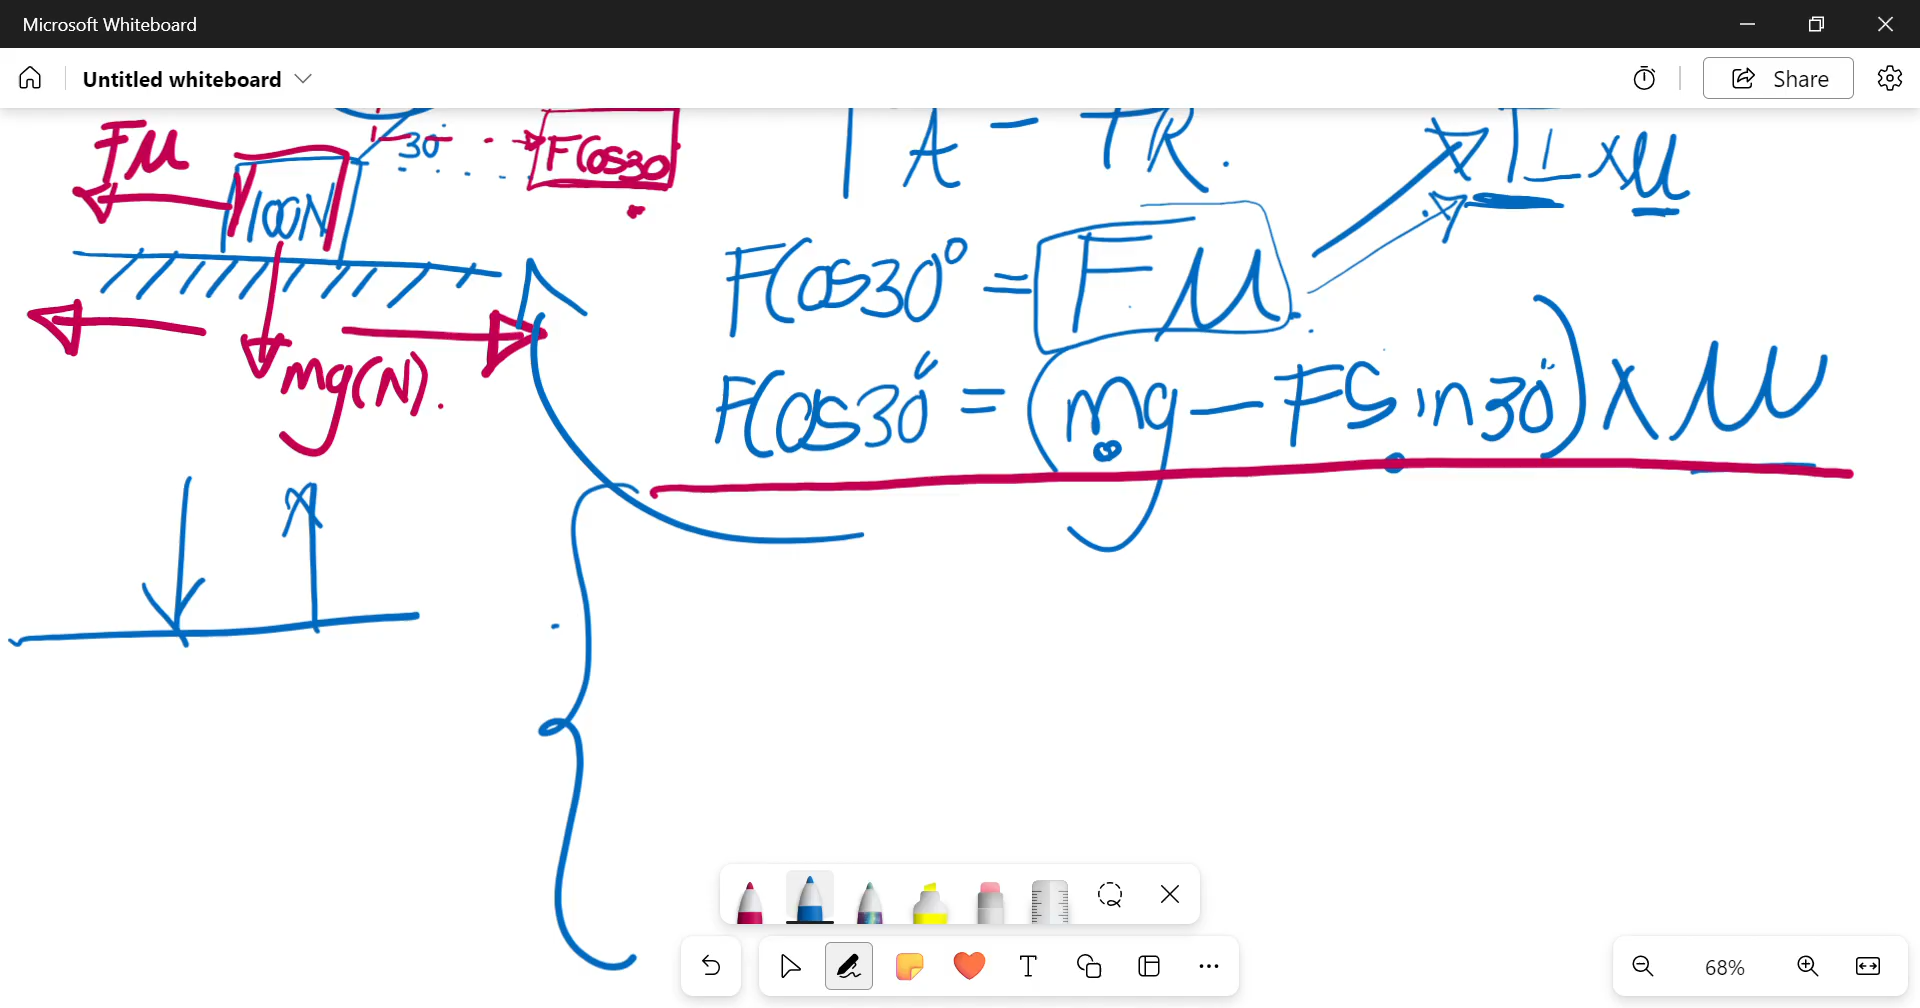 Microsoft Whiteboard
Untitled whiteboard
Share
Fμ
30
FCos30
100N
mg(N).
FCos30° = Fμ.
FCos30° = (mg - FSin30°) × μ
× μ
68%